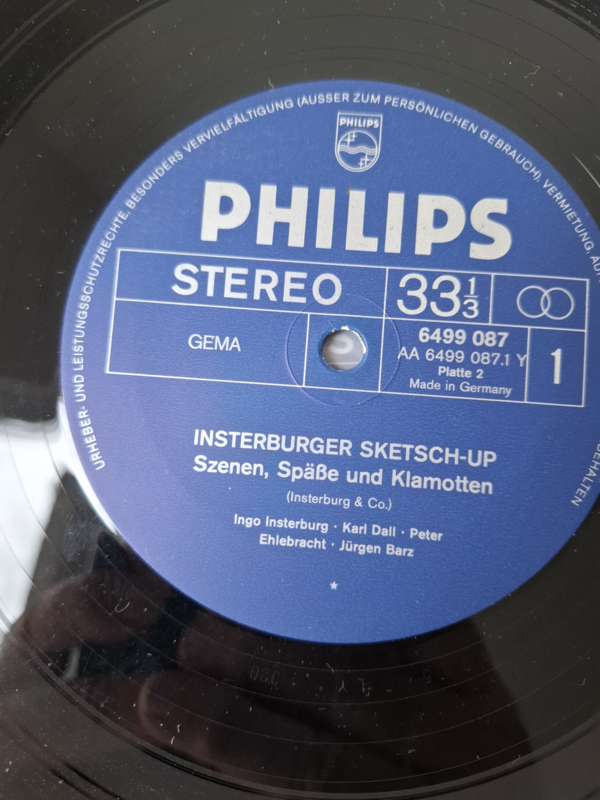 URHEBER- UND LEISTUNGSSCHUTZRECHTE, BESONDERS VERVIELFÄLTIGUNG (AUSSER ZUM PERSÖNLICHEN GEBRAUCH), VERMIETUNG,
PHILIPS
PHILIPS
STEREO
33 1/3
6499 087
GEMA
AA 6499 087.1 Y
1
Platte 2
Made in Germany
INSTERBURGER SKETSCH-UP
Szenen, Späße und Klamotten
(Insterburg & Co.)
Ingo Insterburg · Karl Dall · Peter
Ehlebracht · Jürgen Barz
*